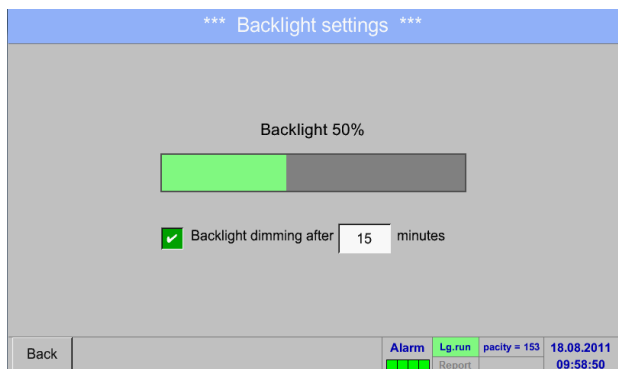 *** Backlight settings ***
Backlight 50%
Backlight dimming after 15 minutes
Back
Alarm
Lg.run
pacity = 153
18.08.2011
Report
09:58:50